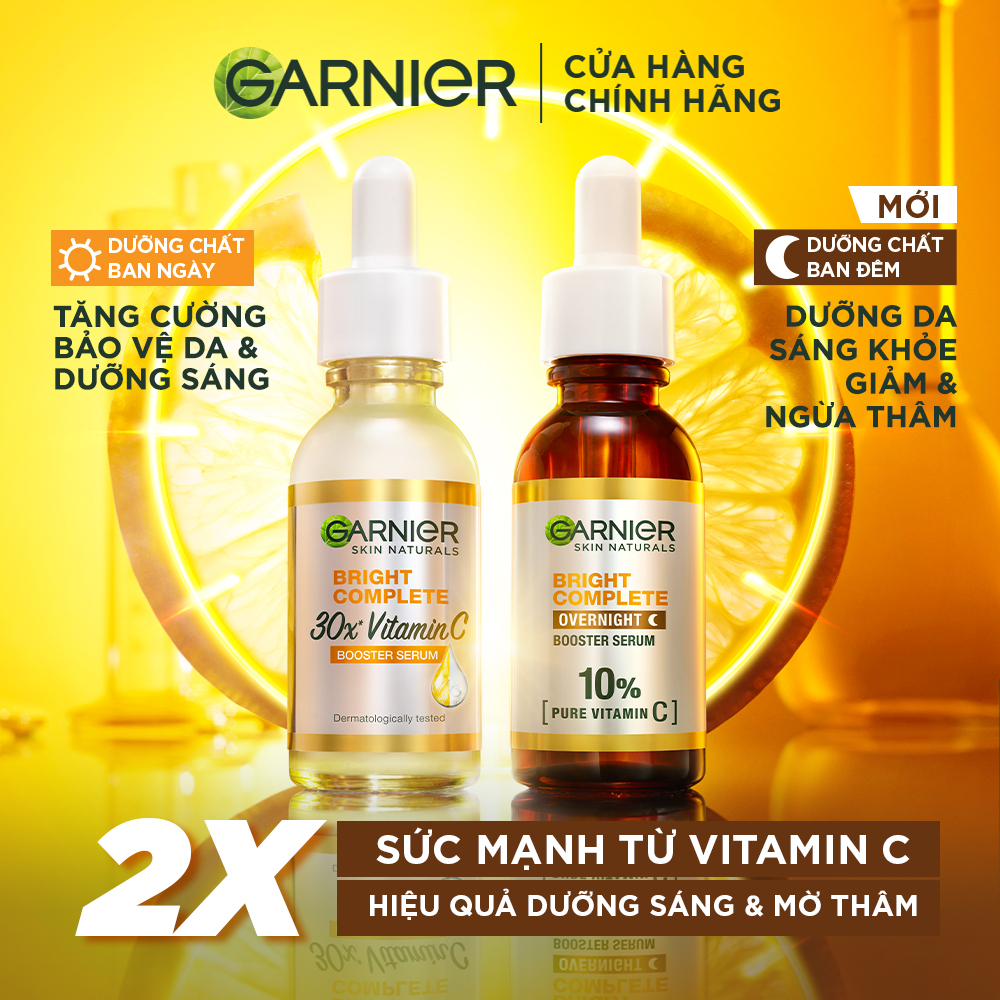 GARNIER
CỬA HÀNG
CHÍNH HÃNG
DƯỠNG CHẤT
BAN NGÀY
TĂNG CƯỜNG
BẢO VỆ DA &
DƯỠNG SÁNG
MỚI
DƯỠNG CHẤT
BAN ĐÊM
DƯỠNG DA
SÁNG KHỎE
GIẢM &
NGỪA THÂM
GARNIER
SKIN NATURALS
BRIGHT
COMPLETE
30x* Vitamin C
BOOSTER SERUM
Dermatologically tested
GARNIER
SKIN NATURALS
BRIGHT
COMPLETE
OVERNIGHT
BOOSTER SERUM
10%
[PURE VITAMIN C]
2X
SỨC MẠNH TỪ VITAMIN C
HIỆU QUẢ DƯỠNG SÁNG & MỜ THÂM